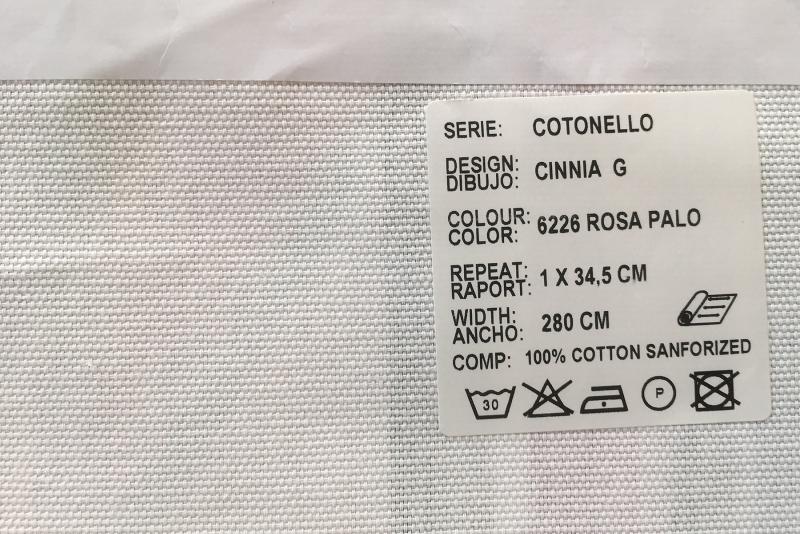 SERIE: COTONELLO
DESIGN:
DIBUJO: CINNIA G
COLOUR:
COLOR: 6226 ROSA PALO
REPEAT:
RAPORT: 1 X 34,5 CM
WIDTH:
ANCHO: 280 CM
COMP: 100% COTTON SANFORIZED
30 P